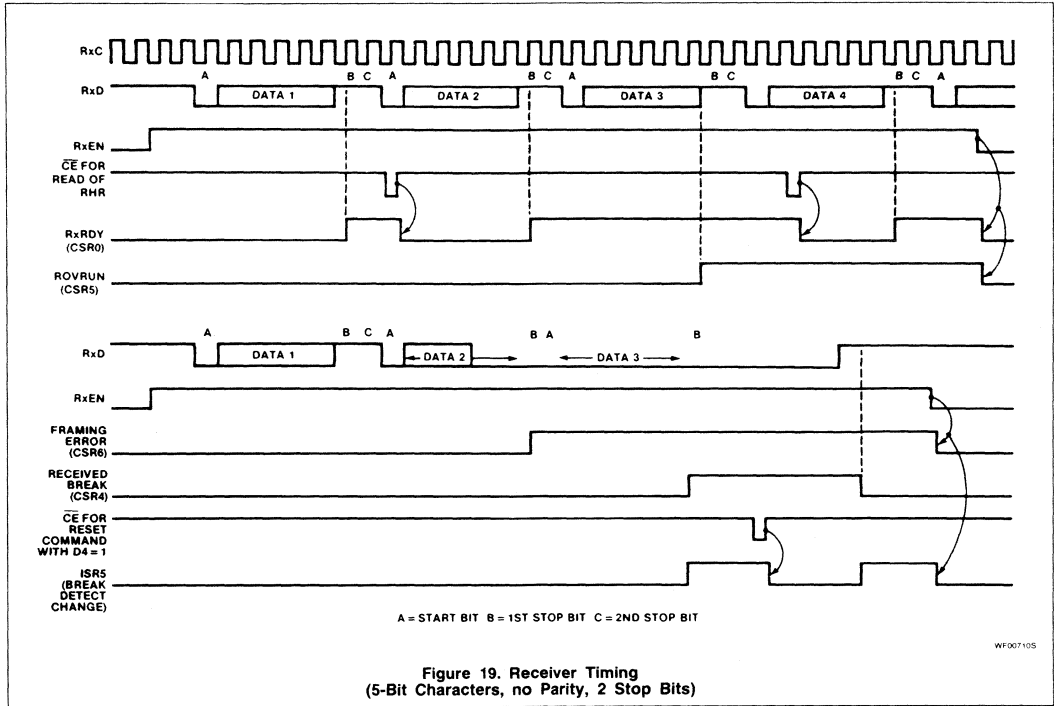 RxC
A B C A B C A B C B C A
RxD DATA 1 DATA 2 DATA 3 DATA 4
RxEN
CE FOR
READ OF
RHR
RxRDY
(CSR0)
ROVRUN
(CSR5)
A B C A B A B
RxD DATA 1 DATA 2 DATA 3
RxEN
FRAMING
ERROR
(CSR6)
RECEIVED
BREAK
(CSR4)
CE FOR
RESET
COMMAND
WITH D4 = 1
ISR5
(BREAK
DETECT
CHANGE)
A = START BIT B = 1ST STOP BIT C = 2ND STOP BIT
WF00710S
Figure 19. Receiver Timing
(5-Bit Characters, no Parity, 2 Stop Bits)